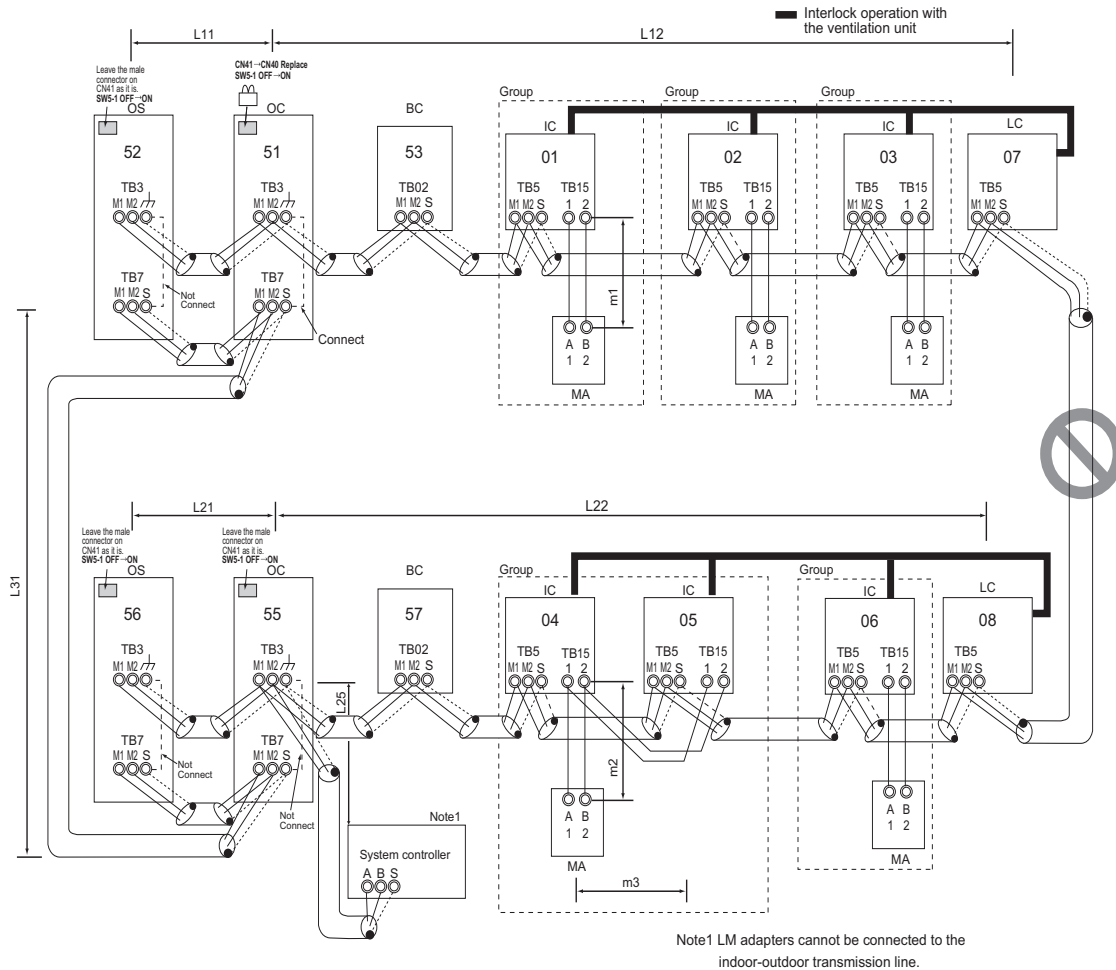 Interlock operation with
the ventilation unit
L11
L12
Leave the male
connector on
CN41 as it is.
SW5-1 OFF→ON
CN41→CN40 Replace
SW5-1 OFF→ON
OS
OC
BC
Group
Group
Group
IC
IC
IC
LC
52
51
53
01
02
03
07
TB3
TB3
TB02
TB5 TB15
TB5 TB15
TB5 TB15
TB5
M1 M2
M1 M2
M1 M2 S
M1 M2 S 1 2
M1 M2 S 1 2
M1 M2 S 1 2
M1 M2 S
TB7
TB7
M1 M2 S
M1 M2 S
Not
Connect
Connect
m1
A B
1 2
MA
A B
1 2
MA
A B
1 2
MA
L31
L21
L22
Leave the male
connector on
CN41 as it is.
SW5-1 OFF→ON
Leave the male
connector on
CN41 as it is.
SW5-1 OFF→ON
OS
OC
BC
Group
Group
IC
IC
IC
LC
56
55
57
04
05
06
08
TB3
TB3
TB02
TB5 TB15
TB5 TB15
TB5 TB15
TB5
M1 M2
M1 M2
M1 M2 S
M1 M2 S 1 2
M1 M2 S 1 2
M1 M2 S 1 2
M1 M2 S
L25
TB7
TB7
M1 M2 S
M1 M2 S
Not
Connect
Not
Connect
m2
Note1
System controller
A B S
A B
1 2
MA
A B
1 2
MA
m3
Note1 LM adapters cannot be connected to the
indoor-outdoor transmission line.